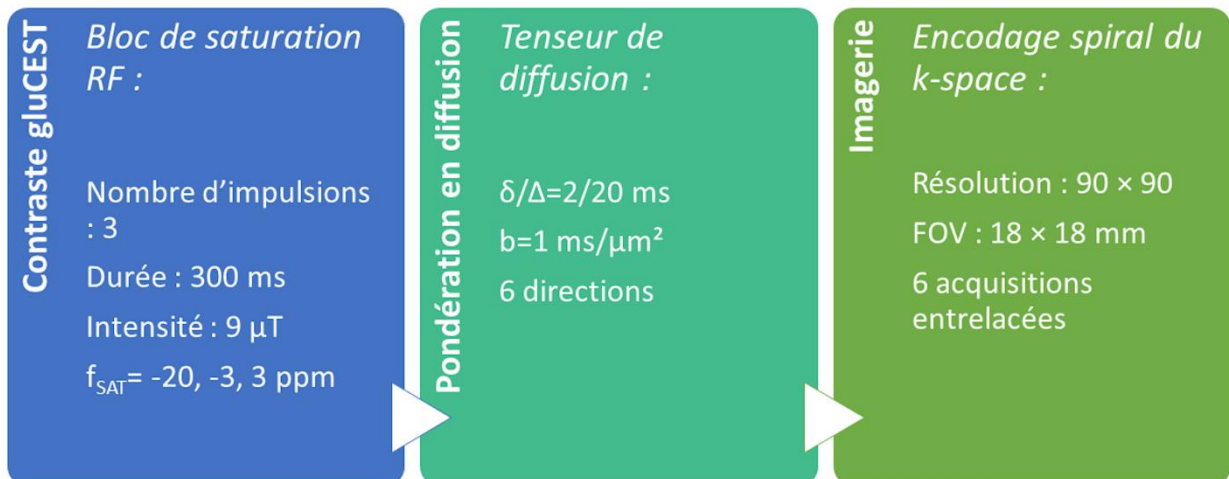 Contraste gluCEST
Bloc de saturation
RF :
Nombre d'impulsions
: 3
Durée : 300 ms
Intensité : 9 µT
f_SAT= -20, -3, 3 ppm
Pondération en diffusion
Tenseur de
diffusion :
δ/Δ=2/20 ms
b=1 ms/µm²
6 directions
Imagerie
Encodage spiral du
k-space :
Résolution : 90 × 90
FOV : 18 × 18 mm
6 acquisitions
entrelacées